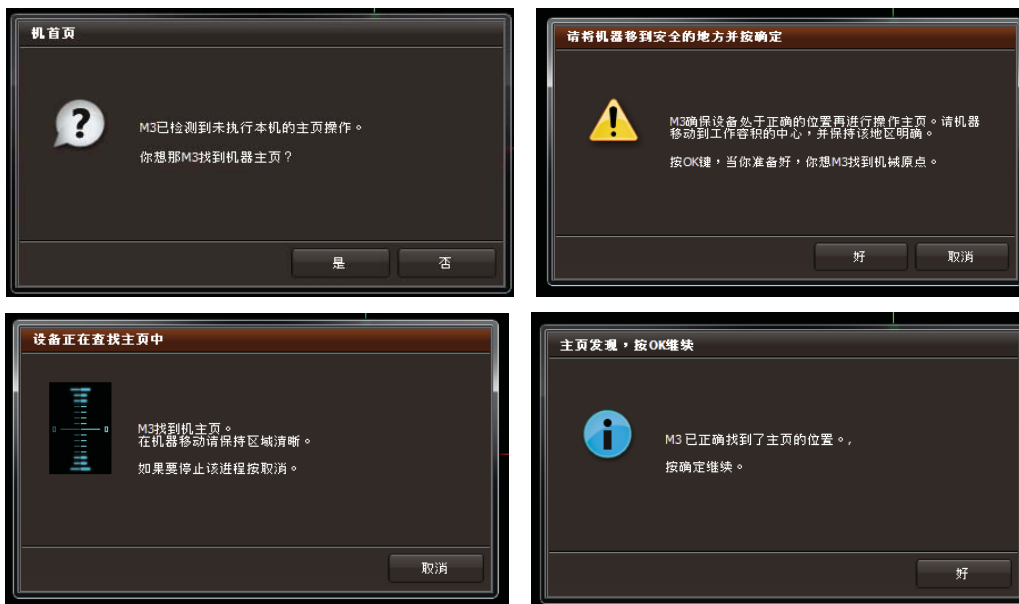 机首页
M3已检测到未执行本机的主页操作。
你想那M3找到机器主页？
是
否
请将机器移到安全的地方并按确定
M3确保设备处于正确的位置再进行操作主页。请机器
移动到工作容积的中心，并保持该地区明确。
按OK键，当你准备好，你想M3找到机械原点。
好
取消
设备正在查找主页中
M3找到机主页。
在机器移动请保持区域清晰。
如果要停止该进程按取消。
取消
主页发现，按OK继续
M3 已正确找到了主页的位置。,
按确定继续。
好